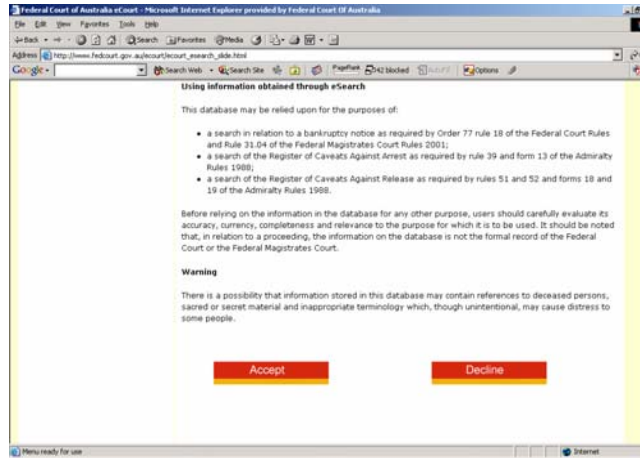 Federal Court of Australia eCourt - Microsoft Internet Explorer provided by Federal Court Of Australia
File Edit View Favorites Tools Help
Back Search Favorites Media
Address http://www.fedcourt.gov.au/ecourt/ecourt_esearch_slide.html
Google Search Web Search Site PageRank 542 blocked AutoFill Options
Using information obtained through eSearch
This database may be relied upon for the purposes of:
• a search in relation to a bankruptcy notice as required by Order 77 rule 18 of the Federal Court Rules
and Rule 31.04 of the Federal Magistrates Court Rules 2001;
• a search of the Register of Caveats Against Arrest as required by rule 39 and form 13 of the Admiralty
Rules 1988;
• a search of the Register of Caveats Against Release as required by rules 51 and 52 and forms 18 and
19 of the Admiralty Rules 1988.
Before relying on the information in the database for any other purpose, users should carefully evaluate its
accuracy, currency, completeness and relevance to the purpose for which it is to be used. It should be noted
that, in relation to a proceeding, the information on the database is not the formal record of the Federal
Court or the Federal Magistrates Court.
Warning
There is a possibility that information stored in this database may contain references to deceased persons,
sacred or secret material and inappropriate terminology which, though unintentional, may cause distress to
some people.
Accept Decline
Menu ready for use Internet